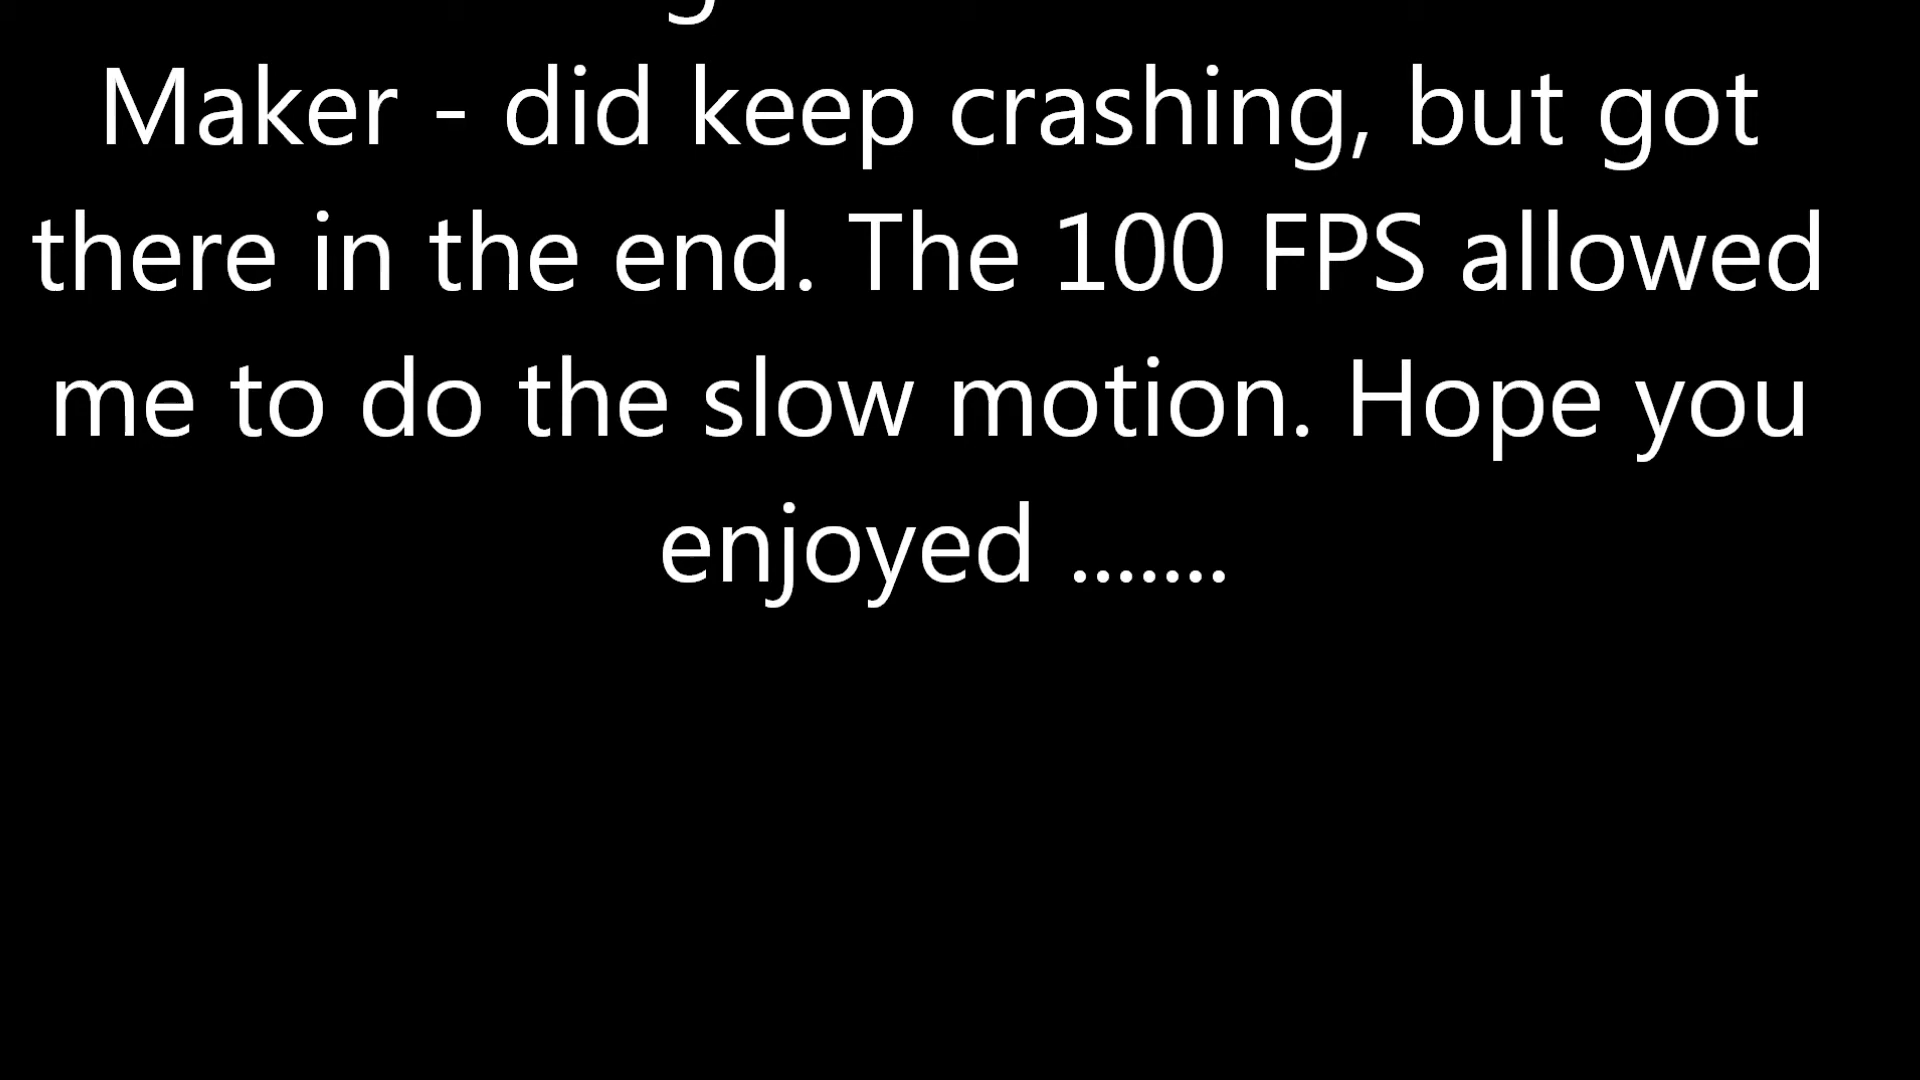 Maker - did keep crashing, but got
there in the end. The 100 FPS allowed
me to do the slow motion. Hope you
enjoyed .......